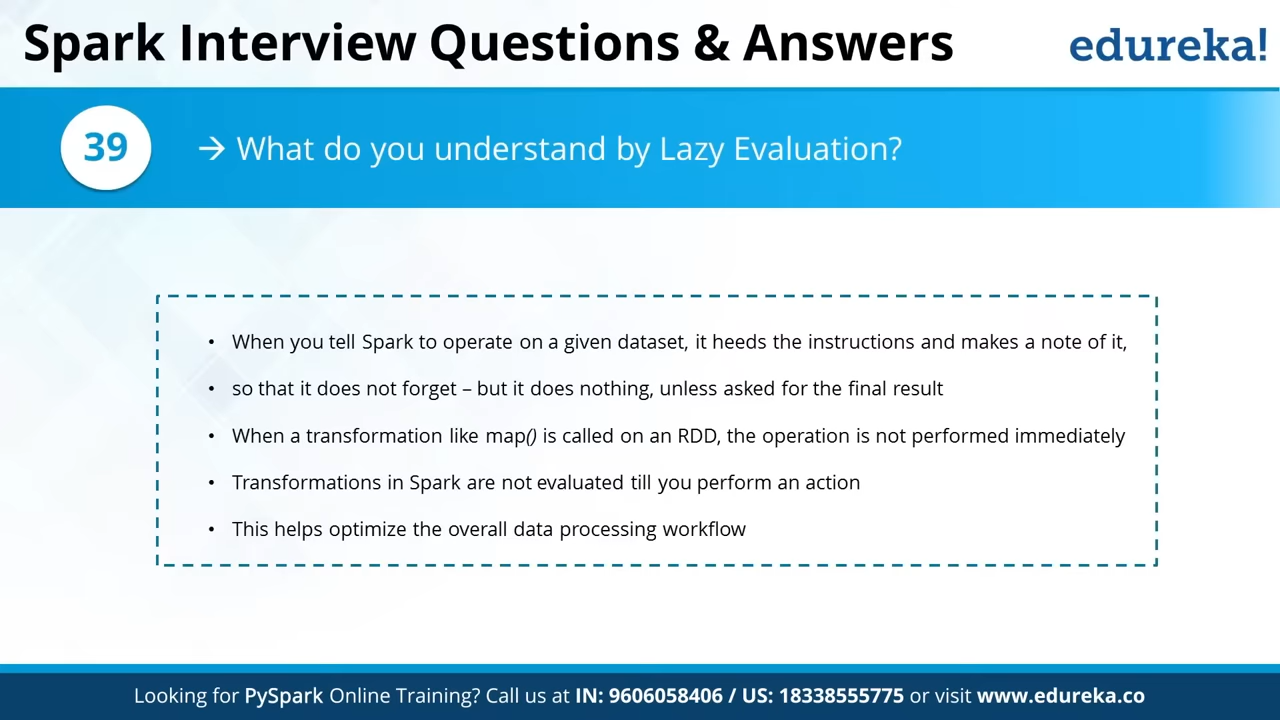 Spark Interview Questions & Answers
edureka!
39
→ What do you understand by Lazy Evaluation?
• When you tell Spark to operate on a given dataset, it heeds the instructions and makes a note of it,
• so that it does not forget – but it does nothing, unless asked for the final result
• When a transformation like map() is called on an RDD, the operation is not performed immediately
• Transformations in Spark are not evaluated till you perform an action
• This helps optimize the overall data processing workflow
Looking for PySpark Online Training? Call us at IN: 9606058406 / US: 18338555775 or visit www.edureka.co